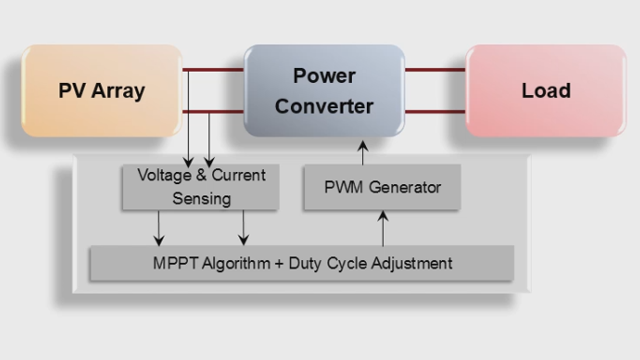 PV Array
Power
Converter
Load
Voltage & Current
Sensing
PWM Generator
MPPT Algorithm + Duty Cycle Adjustment